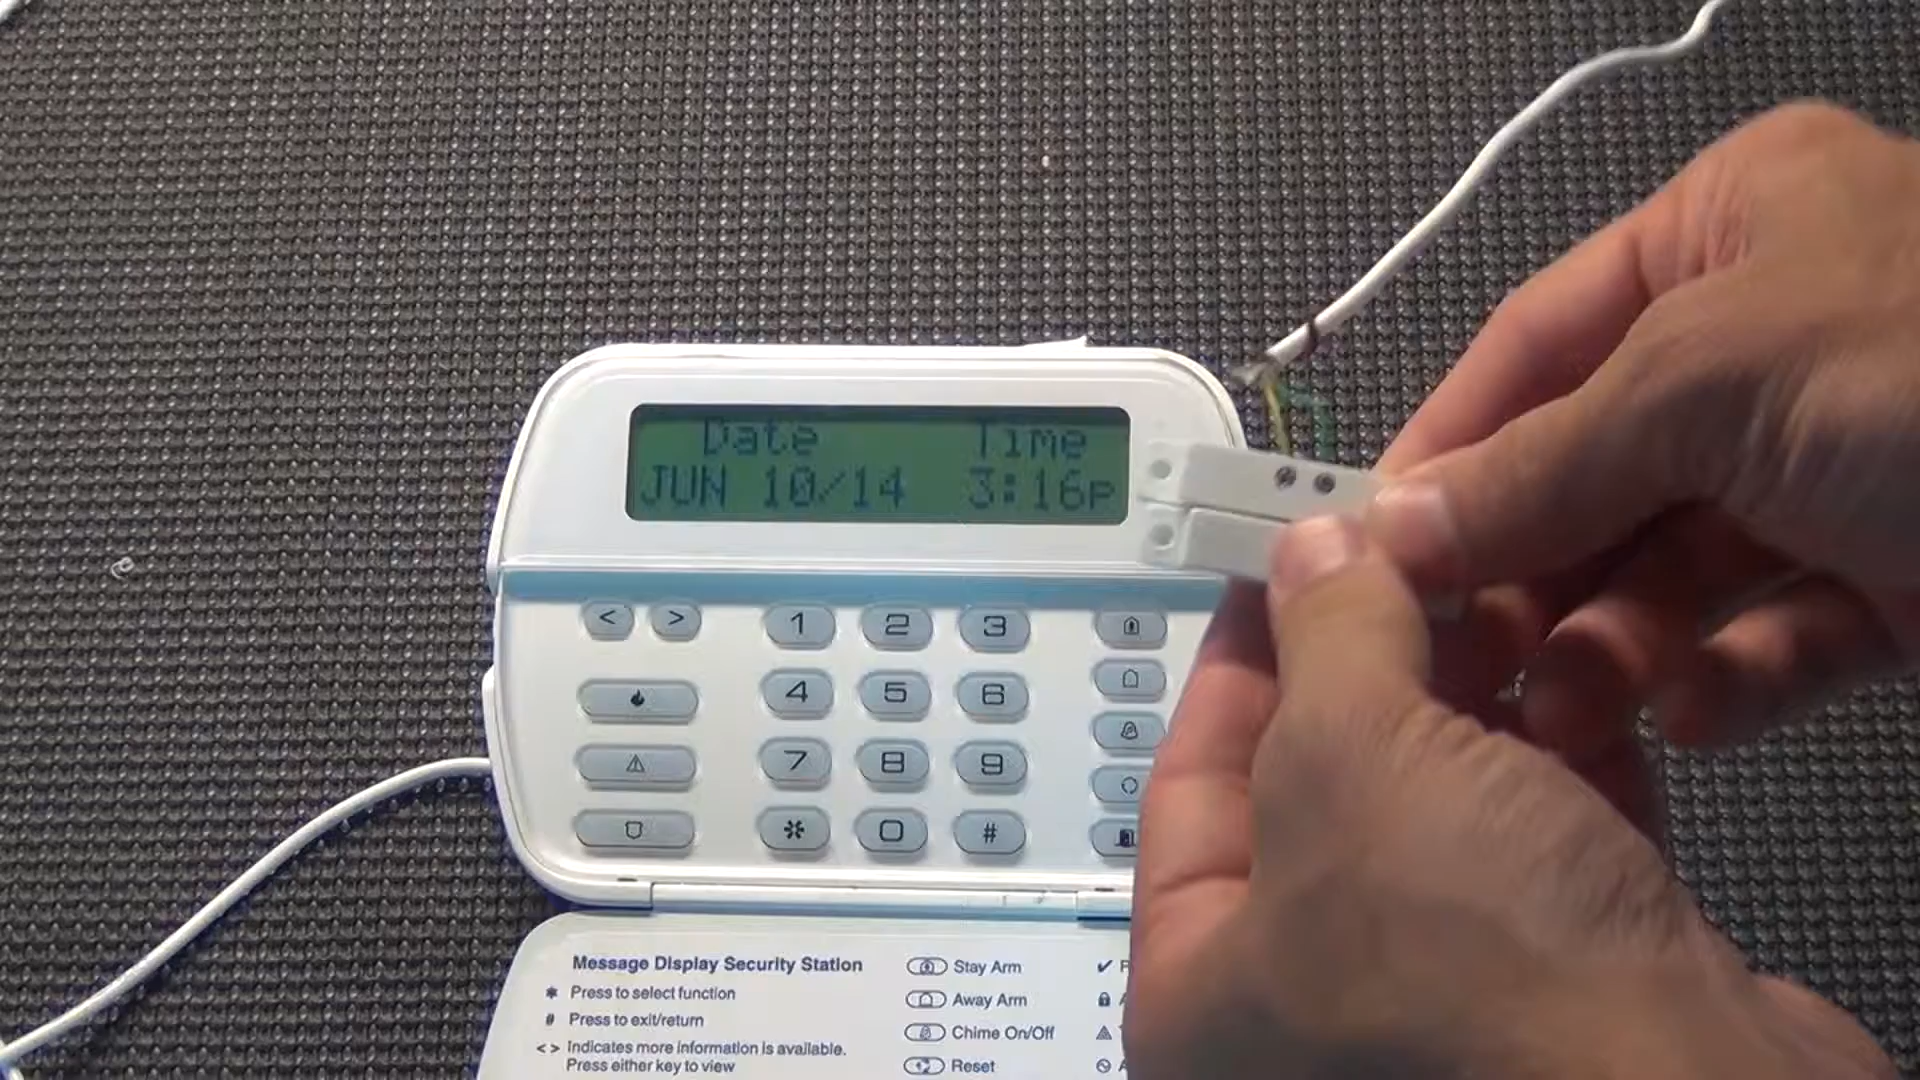 Date Time
JUN 10/14 3:16p
< > 1 2 3
4 5 6
7 8 9
* 0 #
Message Display Security Station
* Press to select function
# Press to exit/return
< > Indicates more information is available.
Press either key to view
Stay Arm
Away Arm
Chime On/Off
Reset